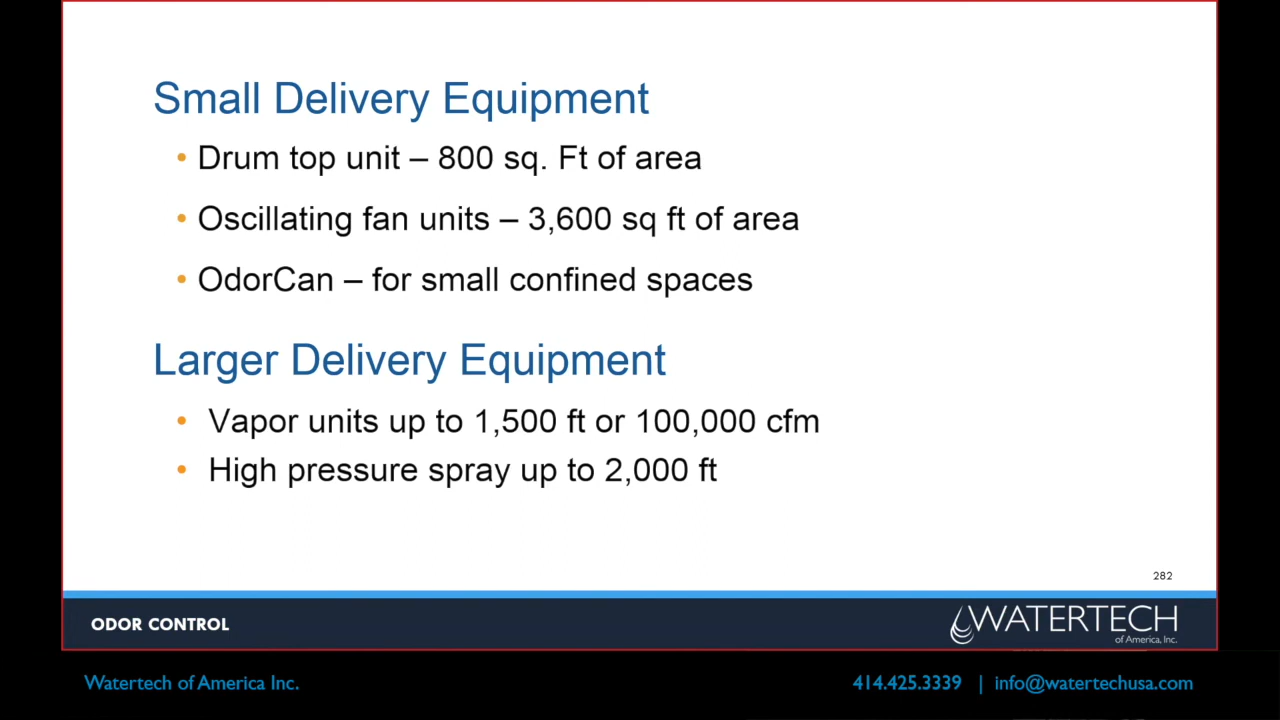 Small Delivery Equipment
• Drum top unit – 800 sq. Ft of area
• Oscillating fan units – 3,600 sq ft of area
• OdorCan – for small confined spaces
Larger Delivery Equipment
• Vapor units up to 1,500 ft or 100,000 cfm
• High pressure spray up to 2,000 ft
282
ODOR CONTROL
WATERTECH
of America, Inc.
Watertech of America Inc.
414.425.3339 | info@watertechusa.com